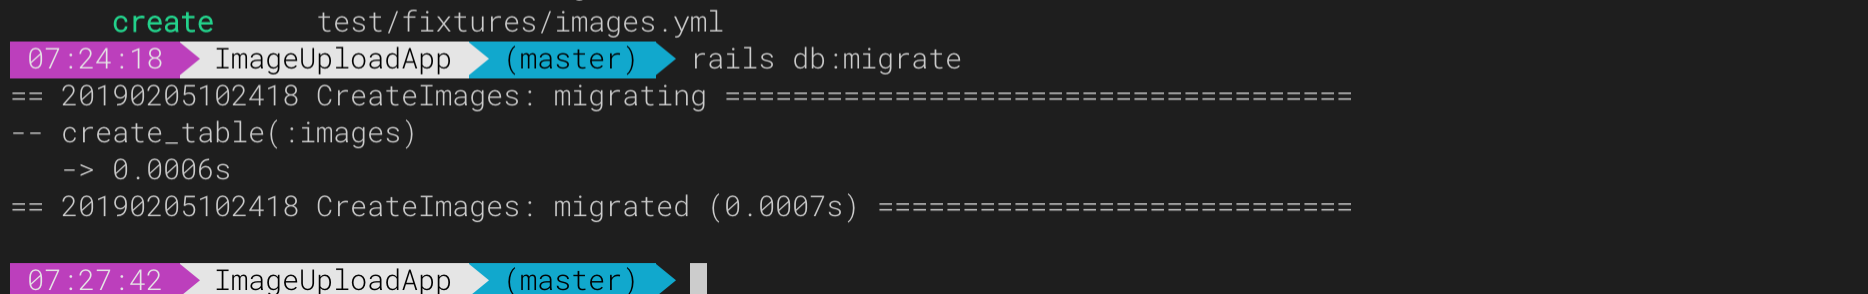 create      test/fixtures/images.yml
07:24:18 ImageUploadApp (master) rails db:migrate
== 20190205102418 CreateImages: migrating =====================================
-- create_table(:images)
   -> 0.0006s
== 20190205102418 CreateImages: migrated (0.0007s) ============================
07:27:42 ImageUploadApp (master)